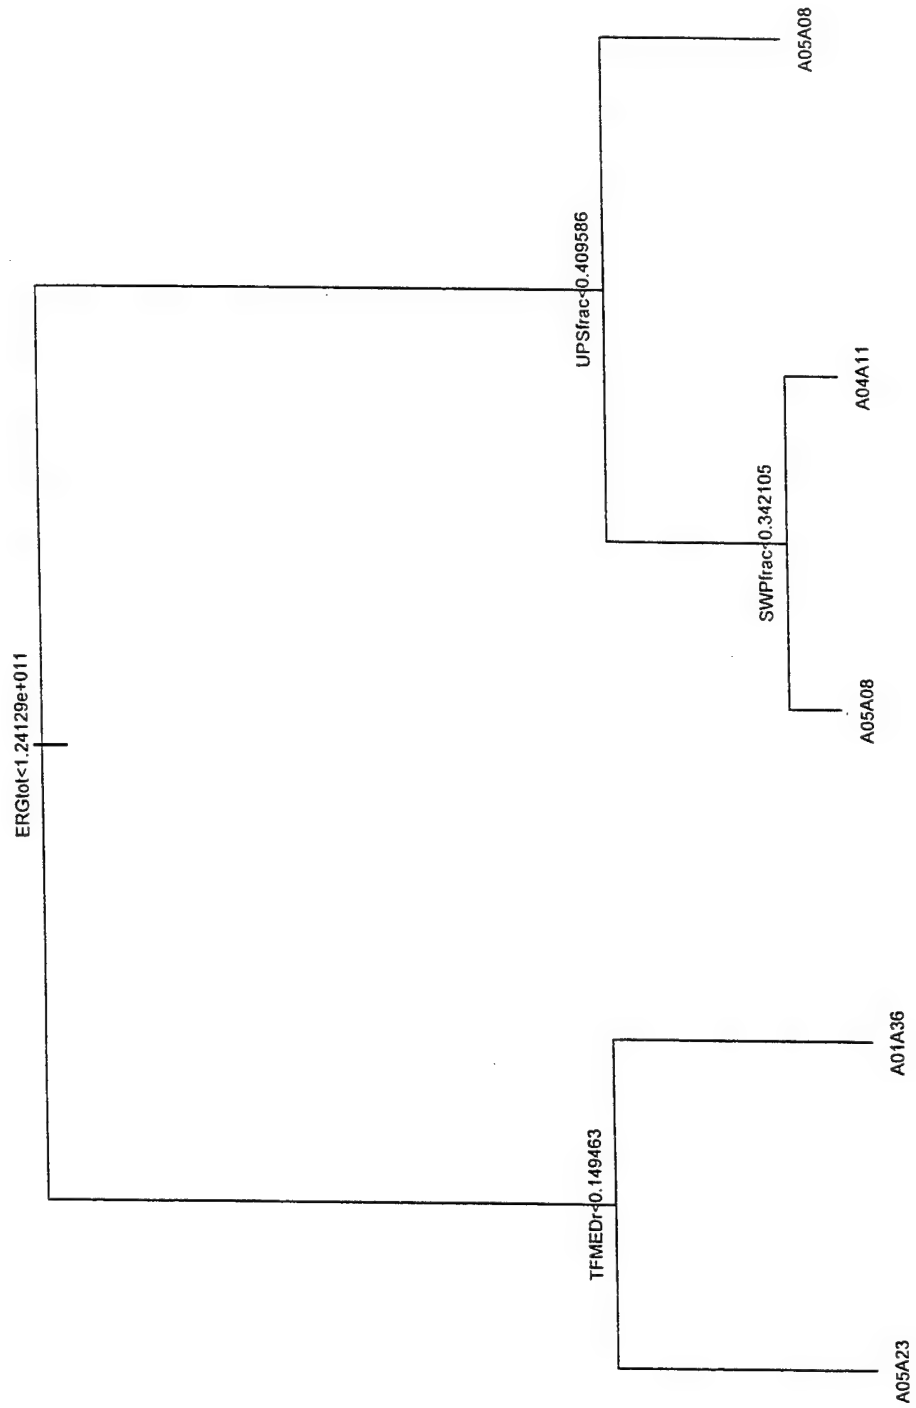 ERGtot<1.24129e+011
TFMEDr<0.149463
UPSfrac<0.409586
SWPfrac<0.342105
A05A23
A01A36
A05A08
A04A11
A05A08